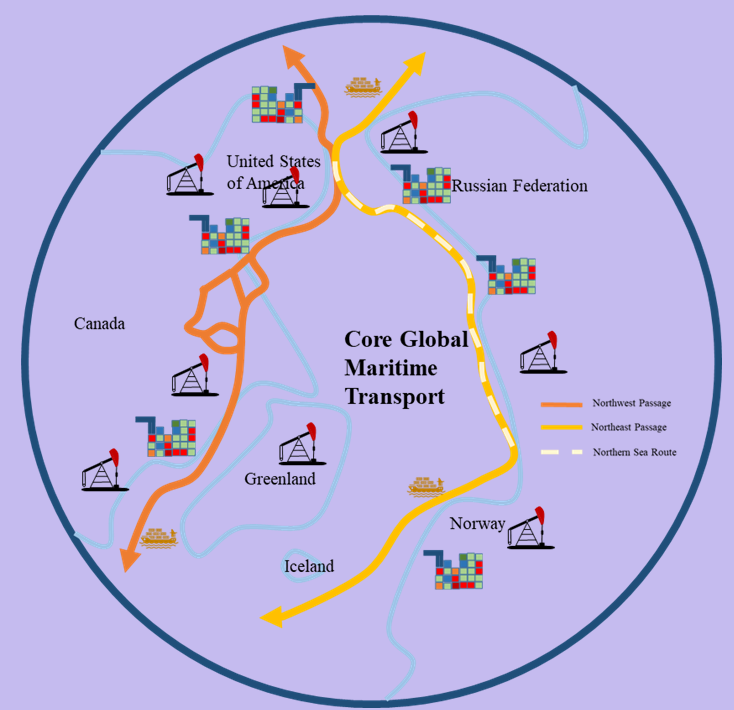 United States
of America
Russian Federation
Canada
Core Global
Maritime
Transport
Northwest Passage
Northeast Passage
Northern Sea Route
Greenland
Norway
Iceland